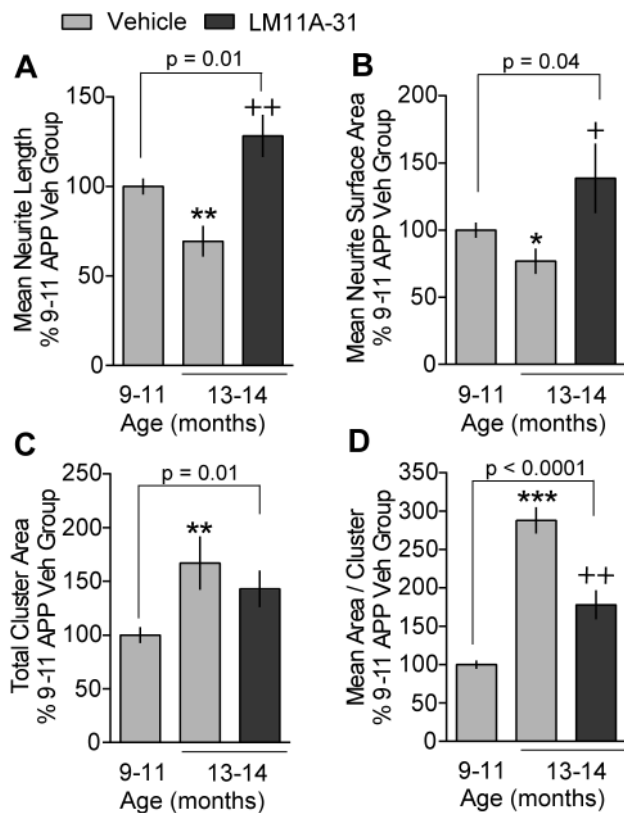 Vehicle LM11A-31
A
p = 0.01
Mean Neurite Length
% 9-11 APP Veh Group
150
100
50
0
**
++
9-11 13-14
Age (months)
B
p = 0.04
Mean Neurite Surface Area
% 9-11 APP Veh Group
200
150
100
50
0
*
+
9-11 13-14
Age (months)
C
p = 0.01
Total Cluster Area
% 9-11 APP Veh Group
250
200
150
100
50
0
**
9-11 13-14
Age (months)
D
p < 0.0001
Mean Area / Cluster
% 9-11 APP Veh Group
350
300
250
200
150
100
50
0
***
++
9-11 13-14
Age (months)